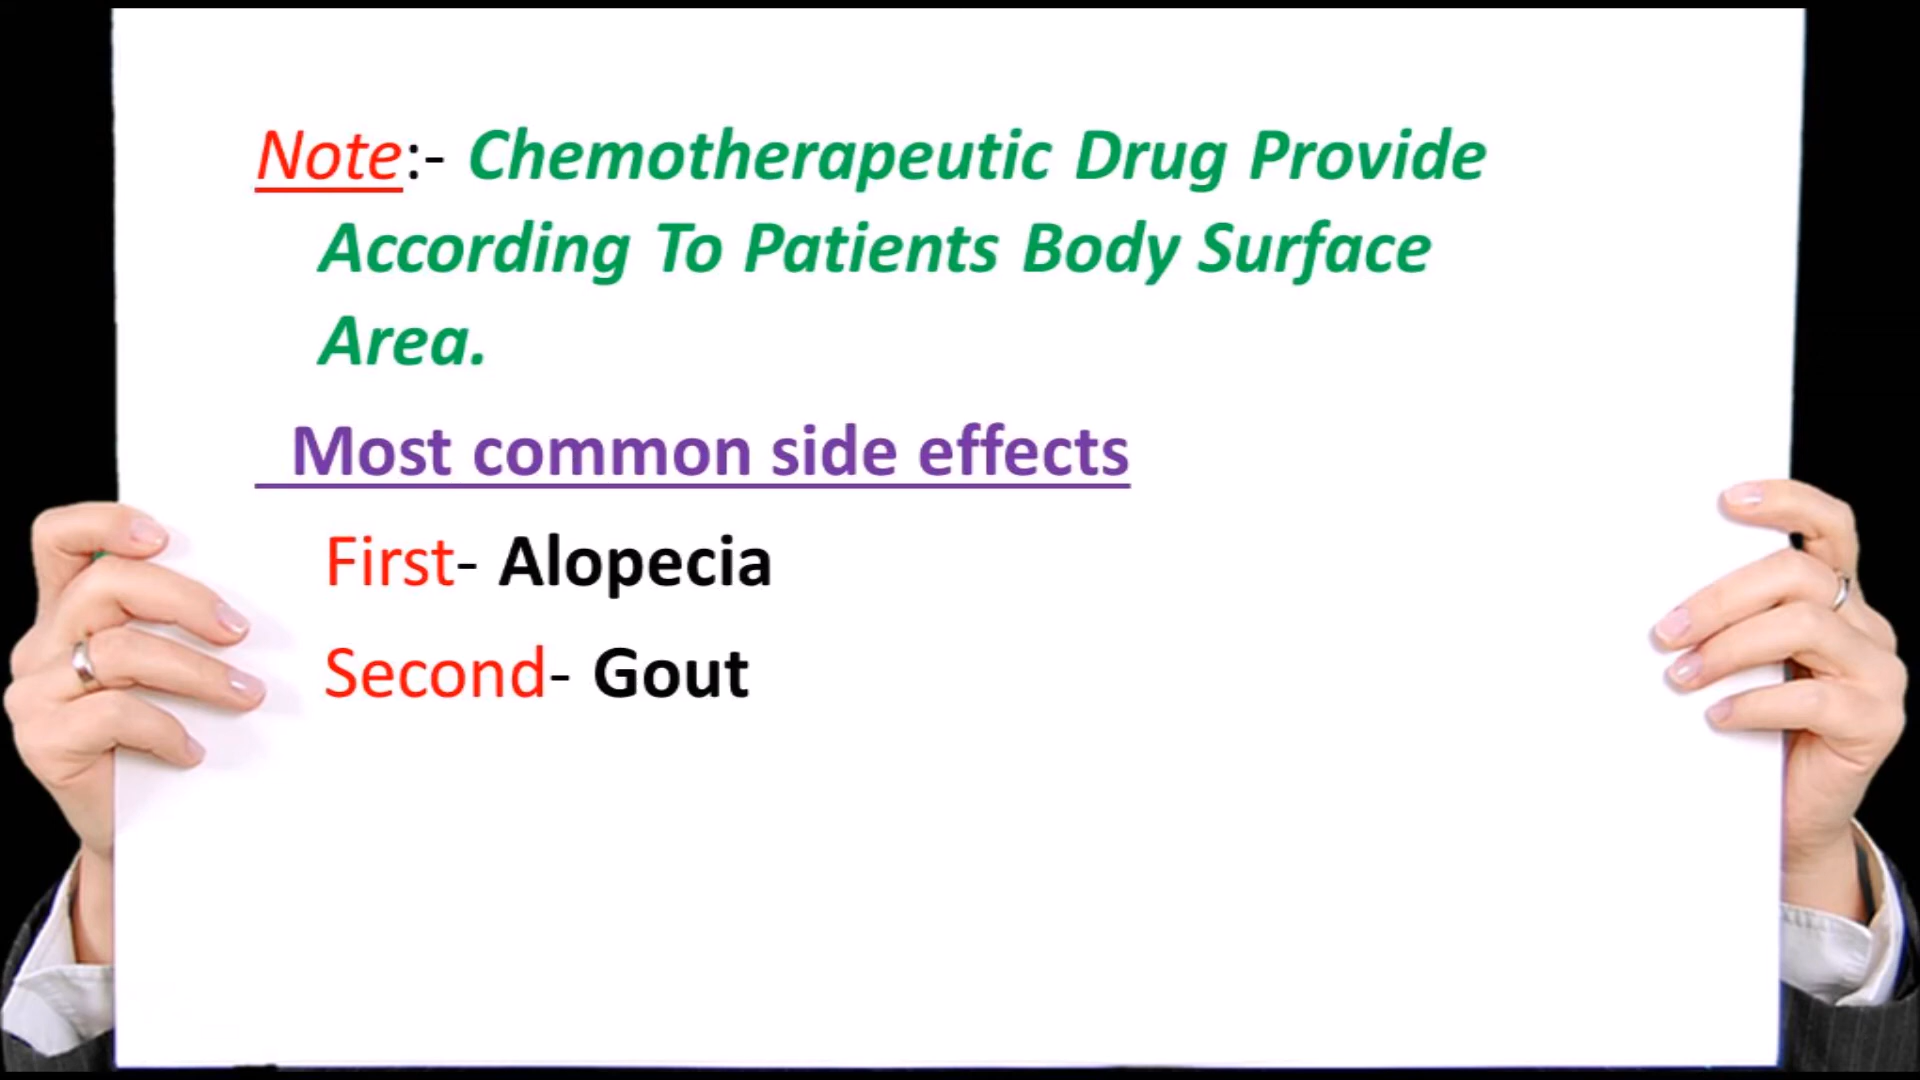 Note:- Chemotherapeutic Drug Provide
According To Patients Body Surface
Area.
Most common side effects
First- Alopecia
Second- Gout